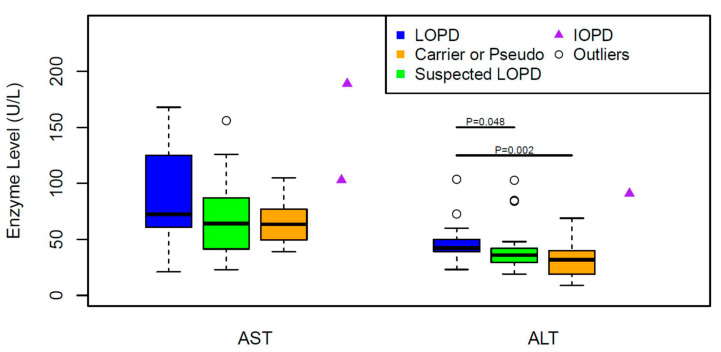 LOPD
IOPD
Carrier or Pseudo
Outliers
Suspected LOPD
Enzyme Level (U/L)
200
150
100
50
0
P=0.048
P=0.002
AST
ALT